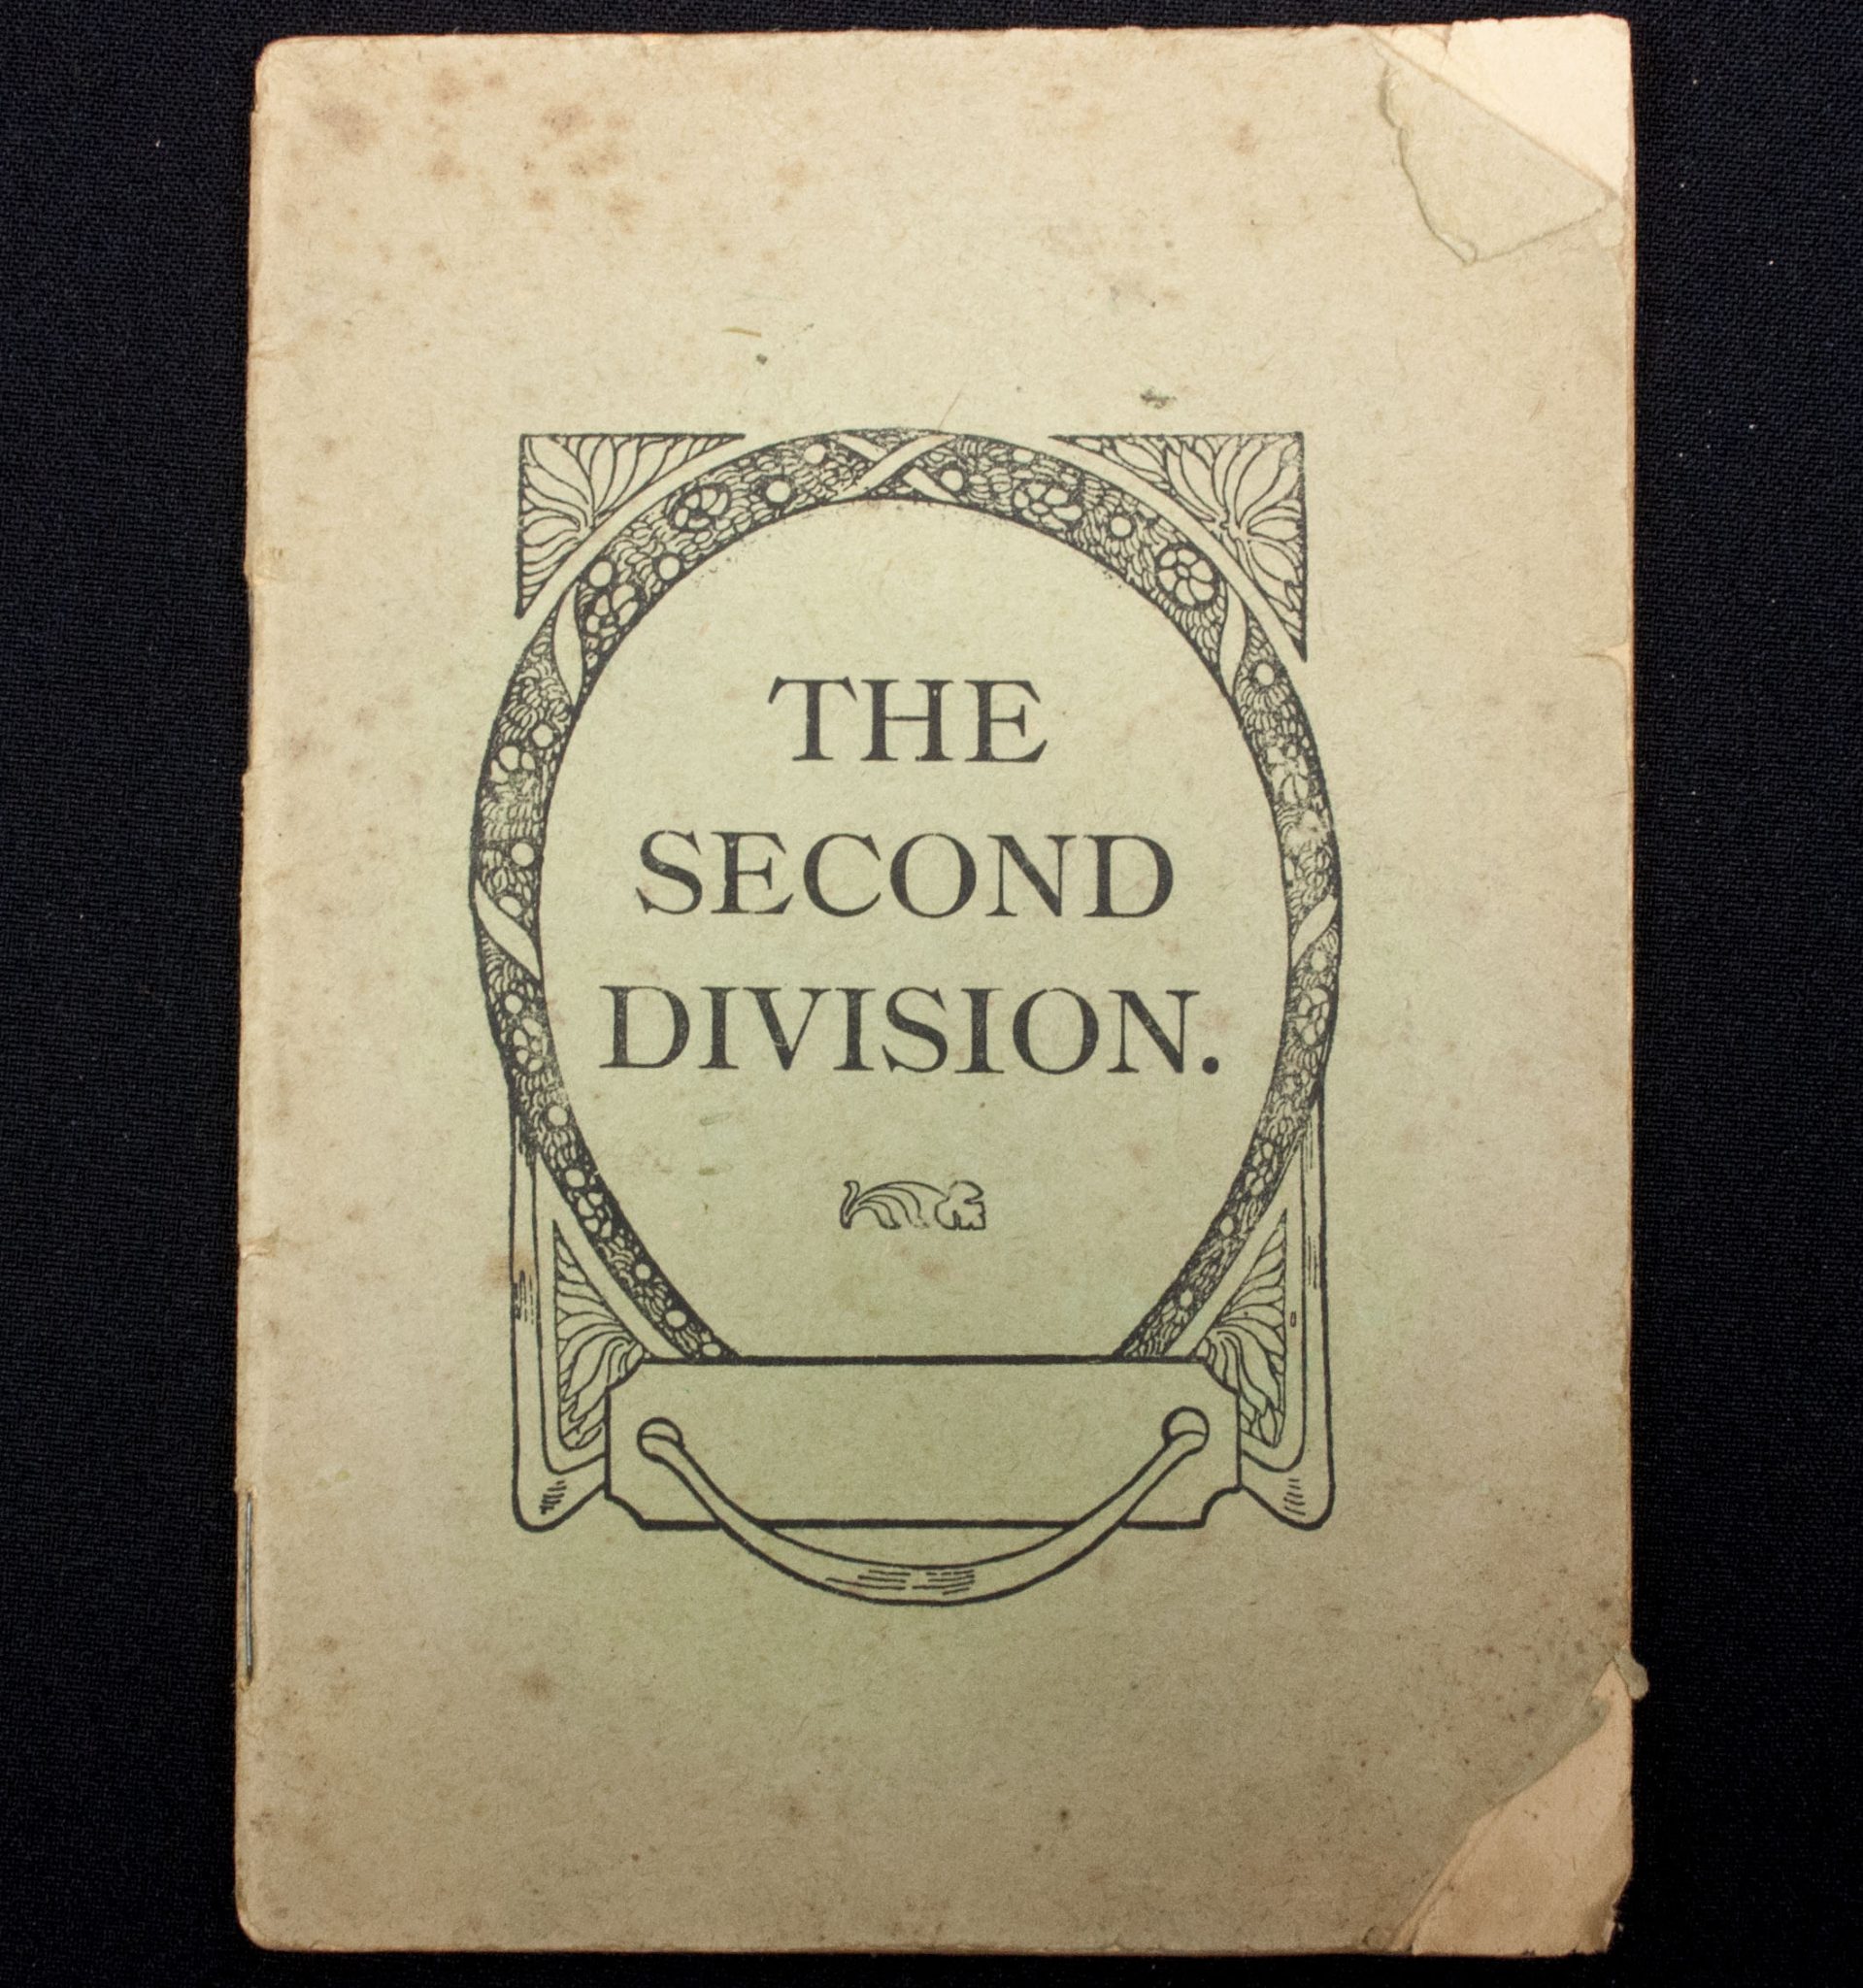 THE
SECOND
DIVISION.